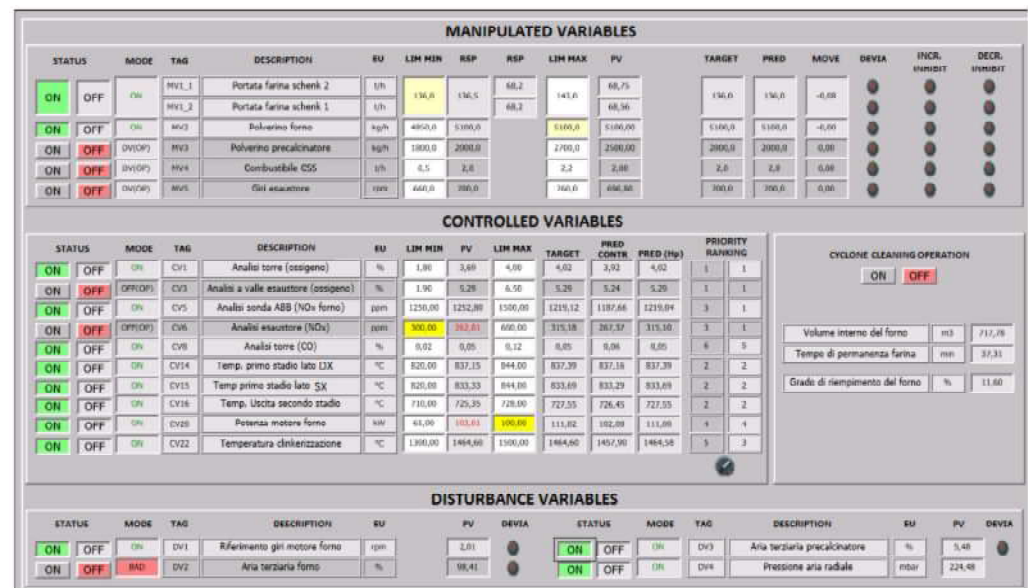 MANIPULATED VARIABLES
STATUS MODE TAG DESCRIPTION EU LIM MIN RSP RSP LIM MAX PV TARGET PRED MOVE DEVIA INCR. INHIBIT DECR. INHIBIT
ON OFF ON MV1_1 Portata farina schenk 2 t/h 136,0 136,5 68,2 143,0 68,75 136,0 136,0 -0,08
MV1_2 Portata farina schenk 1 t/h 68,2 68,56
ON OFF ON MV2 Polverino forno kg/h 4850,0 5100,0 5100,0 5100,00 5100,0 5100,0 -0,00
ON OFF DV(OP) MV3 Polverino precalcinatore kg/h 1800,0 2000,0 2700,0 2500,00 2000,0 2000,0 0,00
ON OFF DV(OP) MV4 Combustibile CSS t/h 0,5 2,0 2,2 2,00 2,0 2,0 0,00
ON OFF DV(OP) MV5 Giri esaustore rpm 660,0 700,0 760,0 700,0 700,0 0,00
CONTROLLED VARIABLES
STATUS MODE TAG DESCRIPTION EU LIM MIN PV LIM MAX TARGET PRED CONTR PRED (Hp) PRIORITY RANKING
ON OFF ON CV1 Analisi torre (ossigeno) % 1,80 3,69 4,00 4,02 3,92 4,02 1 1
ON OFF OFF(OP) CV3 Analisi a valle esaustore (ossigeno) % 1,90 5,29 6,50 5,29 5,24 5,29 1 1
ON OFF ON CV5 Analisi sonda ABB (NOx forno) ppm 1250,00 1252,80 1500,00 1219,12 1187,66 1219,04 3 1
ON OFF OFF(OP) CV6 Analisi esaustore (NOx) ppm 300,00 262,01 600,00 315,18 267,37 315,10 3 1
ON OFF ON CV8 Analisi torre (CO) % 0,02 0,05 0,12 0,05 0,06 0,05 6 5
ON OFF ON CV14 Temp. primo stadio lato DX °C 820,00 837,15 844,00 837,39 837,16 837,39 2 2
ON OFF ON CV15 Temp primo stadio lato SX °C 820,00 833,33 844,00 833,69 833,29 833,69 2 2
ON OFF ON CV16 Temp. Uscita secondo stadio °C 710,00 725,35 728,00 727,55 726,45 727,55 2 2
ON OFF ON CV20 Potenza motore forno kW 61,00 103,01 100,00 111,02 102,09 111,00 4 4
ON OFF ON CV22 Temperatura clinkerizzazione °C 1300,00 1464,60 1500,00 1464,60 1457,90 1464,58 5 3
CYCLONE CLEANING OPERATION
ON OFF
Volume interno del forno m3 717,78
Tempo di permanenza farina min 37,31
Grado di riempimento del forno % 11,60
DISTURBANCE VARIABLES
STATUS MODE TAG DESCRIPTION EU PV DEVIA STATUS MODE TAG DESCRIPTION EU PV DEVIA
ON OFF ON DV1 Riferimento giri motore forno rpm 2,01 ON OFF ON DV3 Aria terziaria precalcinatore % 5,48
ON OFF BAD DV2 Aria terziaria forno % 98,41 ON OFF ON DV4 Pressione aria radiale mbar 224,48